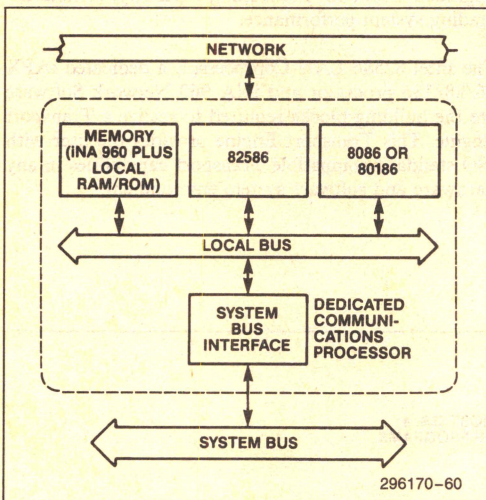 NETWORK
MEMORY
(iNA 960 PLUS
LOCAL
RAM/ROM)
82586
8086 OR
80186
LOCAL BUS
SYSTEM
BUS
INTERFACE
DEDICATED
COMMUNI-
CATIONS
PROCESSOR
SYSTEM BUS
296170-60